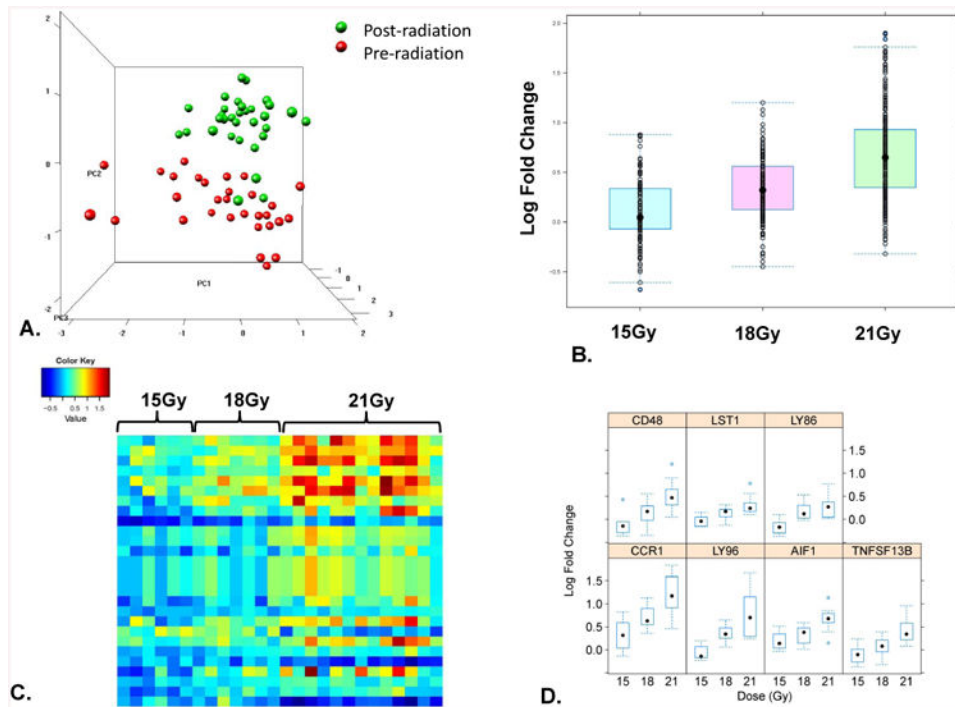 Post-radiation
Pre-radiation
2
1
0
-1
-2
PC2
PC1
PC3
-3
-2
-1
0
1
2
-1
0
1
2
3
A.
Log Fold Change
2.0
1.5
1.0
0.5
0.0
-0.5
15Gy 18Gy 21Gy
B.
Color Key
-0.5 0.5 1 1.5
Value
15Gy 18Gy 21Gy
C.
CD48 LST1 LY86
1.5
1.0
0.5
0.0
Log Fold Change
CCR1 LY96 AIF1 TNFSF13B
1.5
1.0
0.5
0.0
15 18 21 15 18 21 15 18 21 15 18 21
Dose (Gy)
D.